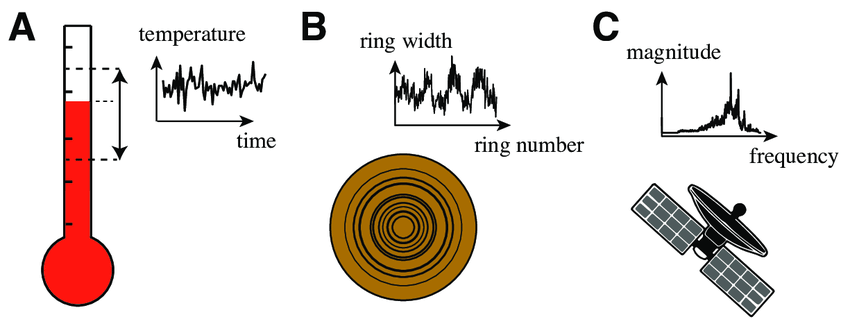 A
temperature
time
B
ring width
ring number
C
magnitude
frequency